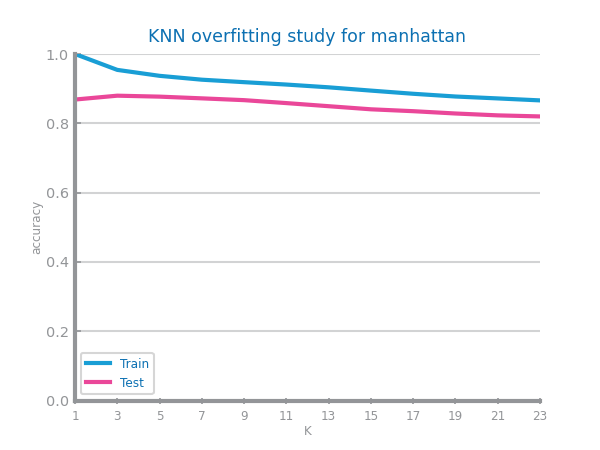 KNN overfitting study for manhattan
1.0
0.8
0.6
0.4
0.2
0.0
accuracy
Train
Test
1 3 5 7 9 11 13 15 17 19 21 23
K